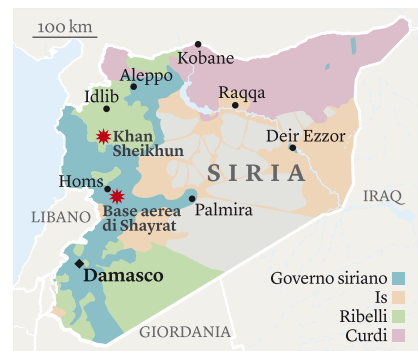 100 km
Kobane
Aleppo
Idlib
Raqqa
Khan
Sheikhun
Deir Ezzor
SIRIA
Homs
IRAQ
Base aerea
di Shayrat
Palmira
LIBANO
Damasco
Governo siriano
Is
Ribelli
Curdi
GIORDANIA